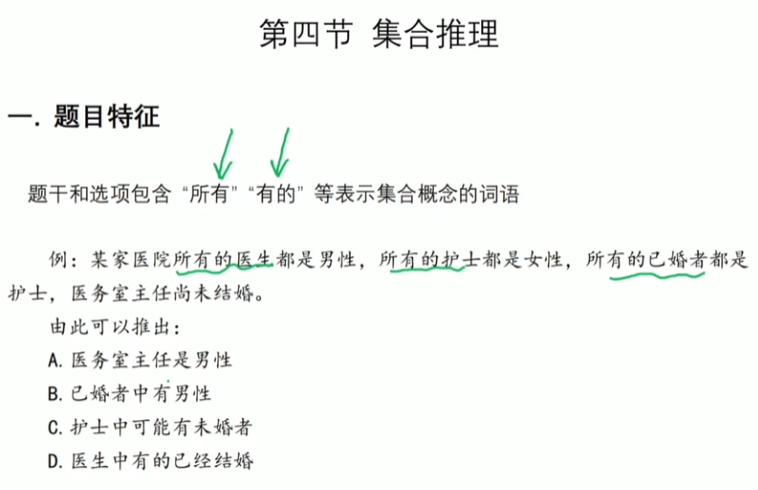 第四节 集合推理
一. 题目特征
题干和选项包含“所有”“有的”等表示集合概念的词语
例：某家医院所有的医生都是男性，所有的护士都是女性，所有的已婚者都是
护士，医务室主任尚未结婚。
由此可以推出：
A. 医务室主任是男性
B. 已婚者中有男性
C. 护士中可能有未婚者
D. 医生中有的已经结婚